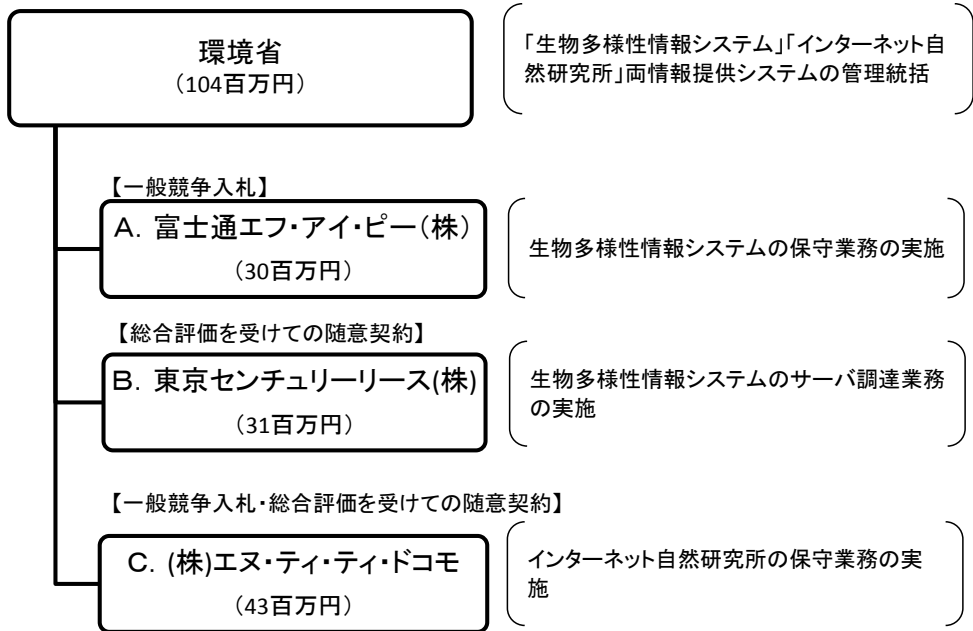 環境省
（104百万円）
「生物多様性情報システム」「インターネット自
然研究所」両情報提供システムの管理統括
【一般競争入札】
A．富士通エフ・アイ・ピー（株）
（30百万円）
生物多様性情報システムの保守業務の実施
【総合評価を受けての随意契約】
B．東京センチュリーリース(株)
（31百万円）
生物多様性情報システムのサーバ調達業務
の実施
【一般競争入札・総合評価を受けての随意契約】
C．(株)エヌ・ティ・ティ・ドコモ
（43百万円）
インターネット自然研究所の保守業務の実
施